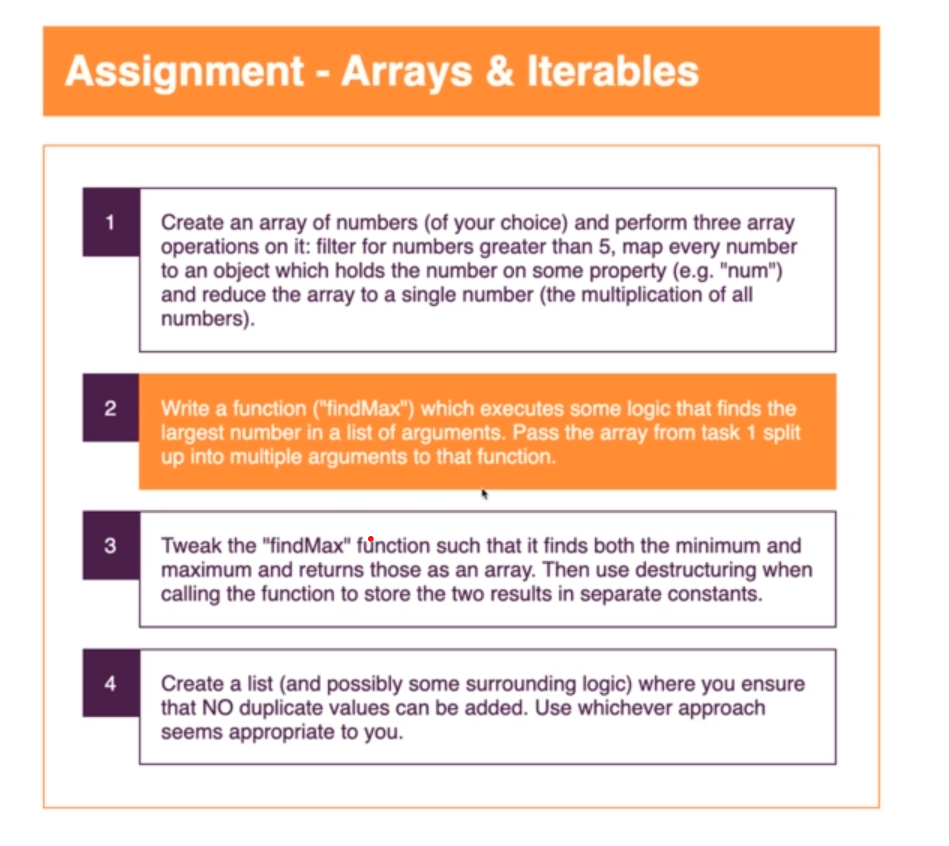 Assignment - Arrays & Iterables
1
Create an array of numbers (of your choice) and perform three array
operations on it: filter for numbers greater than 5, map every number
to an object which holds the number on some property (e.g. "num")
and reduce the array to a single number (the multiplication of all
numbers).
2
Write a function ("findMax") which executes some logic that finds the
largest number in a list of arguments. Pass the array from task 1 split
up into multiple arguments to that function.
3
Tweak the "findMax" function such that it finds both the minimum and
maximum and returns those as an array. Then use destructuring when
calling the function to store the two results in separate constants.
4
Create a list (and possibly some surrounding logic) where you ensure
that NO duplicate values can be added. Use whichever approach
seems appropriate to you.